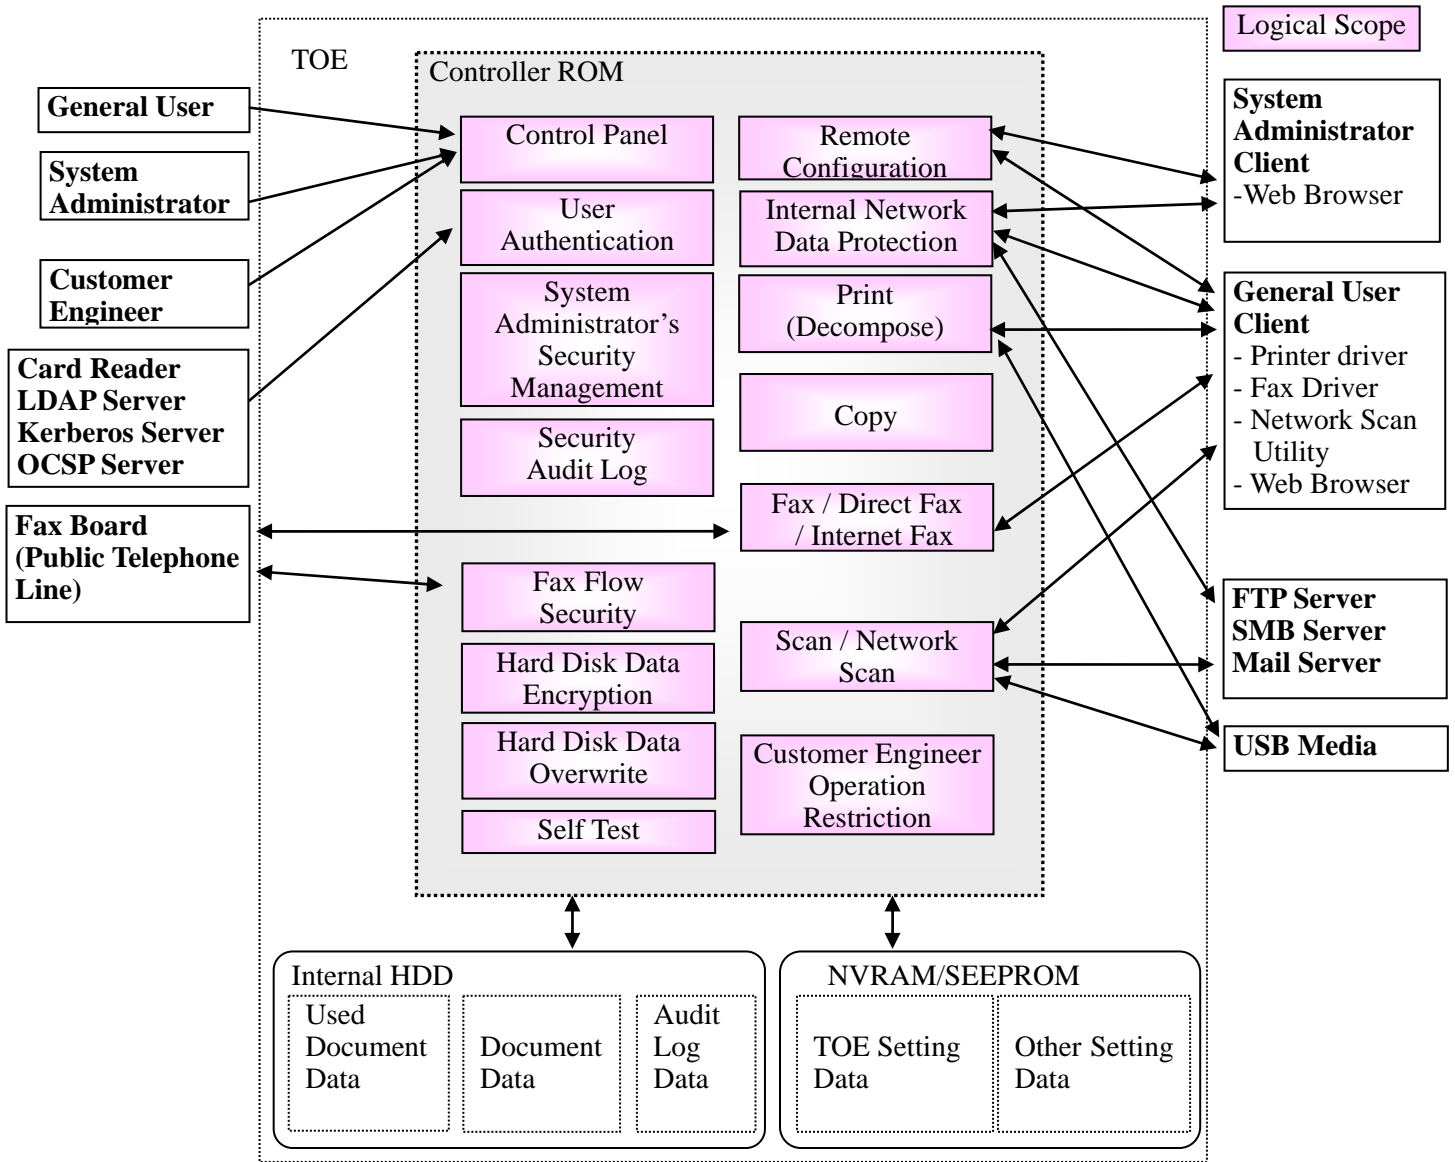 Logical Scope
TOE
Controller ROM
General User
System
Administrator
Customer
Engineer
Card Reader
LDAP Server
Kerberos Server
OCSP Server
Fax Board
(Public Telephone
Line)
Control Panel
User
Authentication
System
Administrator’s
Security
Management
Security
Audit Log
Fax Flow
Security
Hard Disk Data
Encryption
Hard Disk Data
Overwrite
Self Test
Remote
Configuration
Internal Network
Data Protection
Print
(Decompose)
Copy
Fax / Direct Fax
/ Internet Fax
Scan / Network
Scan
Customer Engineer
Operation
Restriction
System
Administrator
Client
-Web Browser
General User
Client
- Printer driver
- Fax Driver
- Network Scan
Utility
- Web Browser
FTP Server
SMB Server
Mail Server
USB Media
Internal HDD
Used
Document
Data
Document
Data
Audit
Log
Data
NVRAM/SEEPROM
TOE Setting
Data
Other Setting
Data